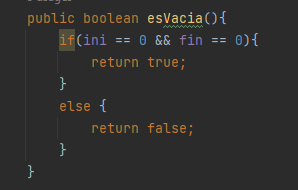 public boolean esVacia(){
if(ini == 0 && fin == 0){
return true;
}
else {
return false;
}
}